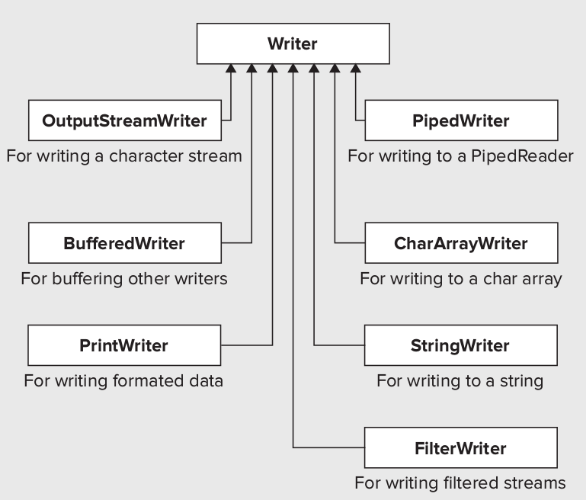 Writer
OutputStreamWriter
For writing a character stream
PipedWriter
For writing to a PipedReader
BufferedWriter
For buffering other writers
CharArrayWriter
For writing to a char array
PrintWriter
For writing formated data
StringWriter
For writing to a string
FilterWriter
For writing filtered streams